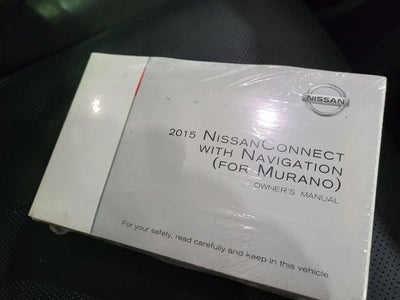 NISSAN
2015 NISSANCONNECT
WITH NAVIGATION
(FOR MURANO)
OWNER'S MANUAL
For your safety, read carefully and keep in this vehicle.